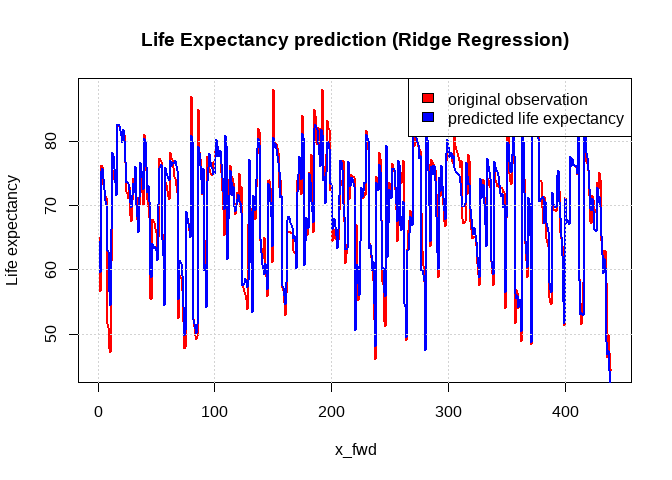 Life Expectancy prediction (Ridge Regression)
original observation
predicted life expectancy
Life expectancy
80
70
60
50
0 100 200 300 400
x_fwd